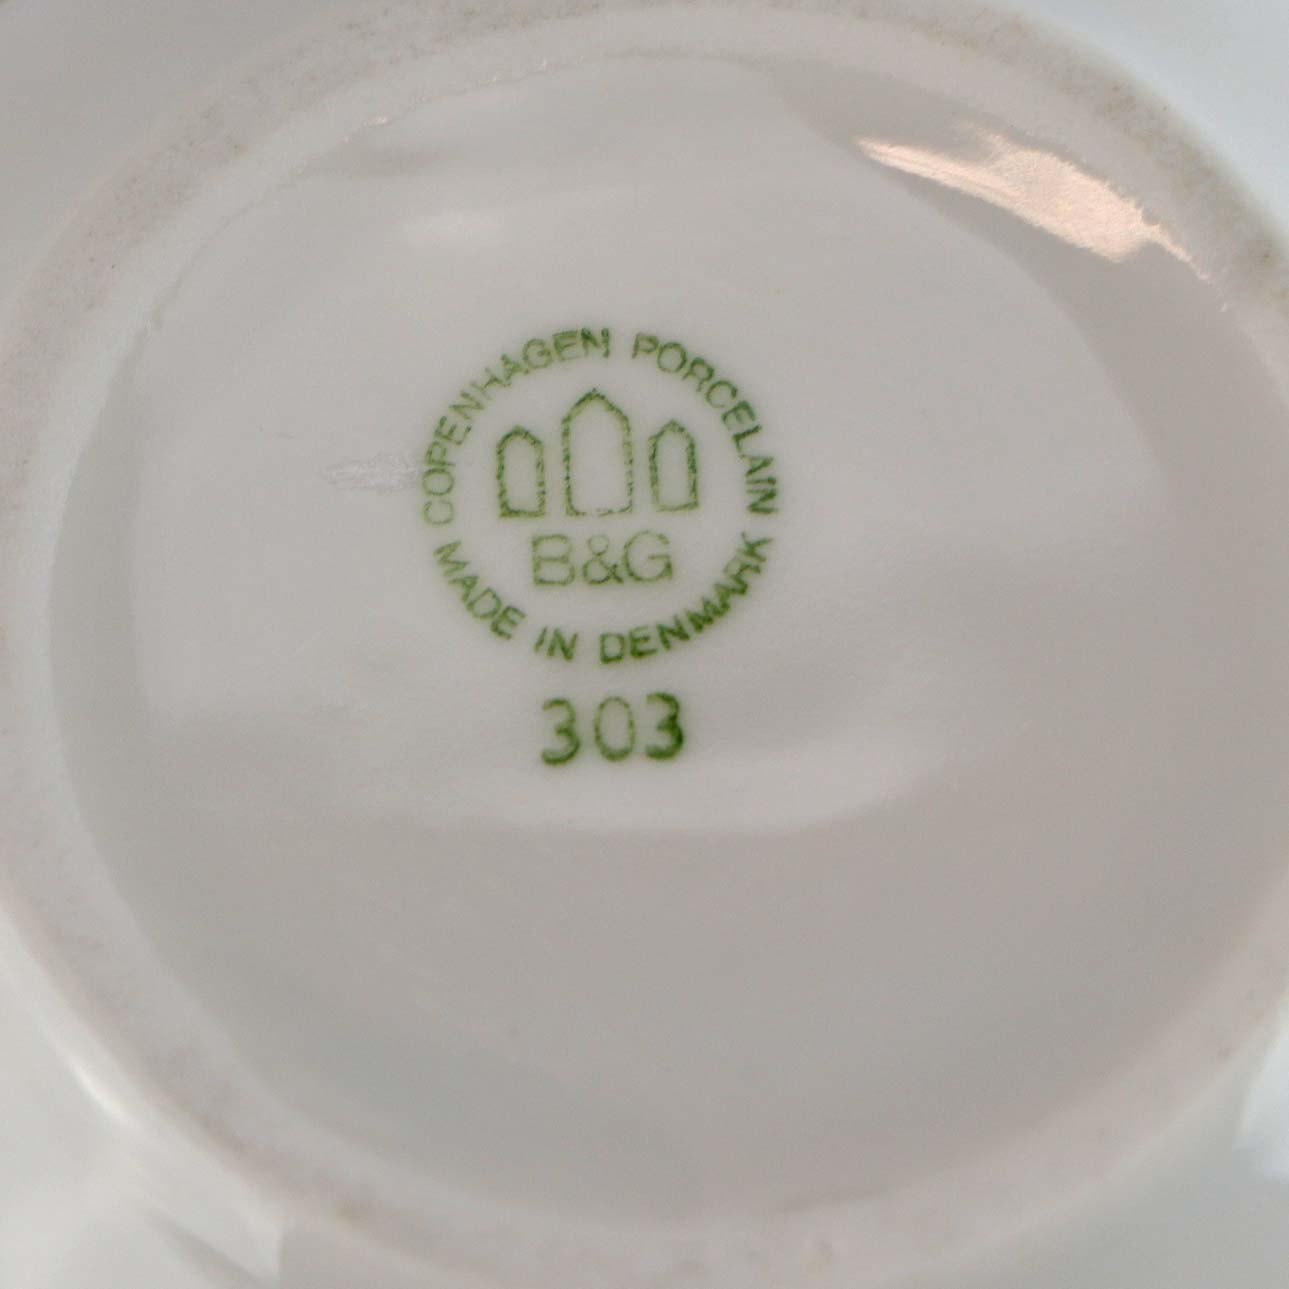 COPENHAGEN PORCELAIN
B&G
MADE IN DENMARK
303